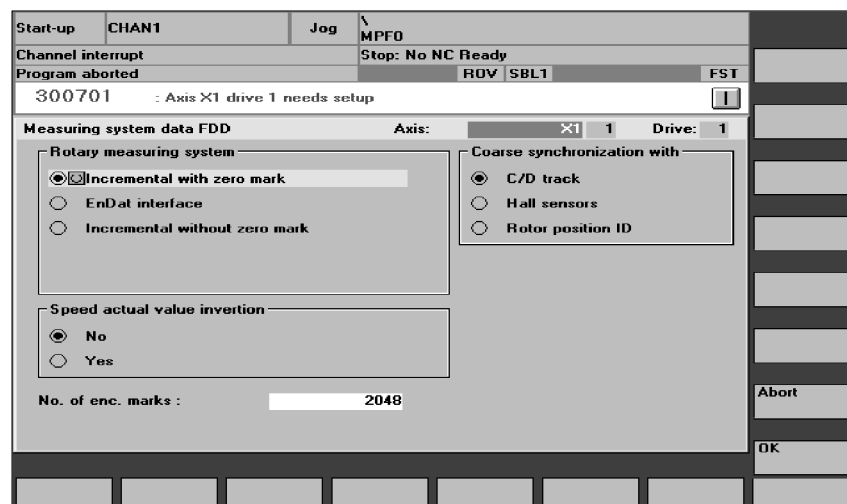 Start-up CHAN1 Jog \
MPF0
Channel interrupt Stop: No NC Ready
Program aborted ROV SBL1 FST
300701 : Axis X1 drive 1 needs setup
Measuring system data FDD Axis: X1 1 Drive: 1
Rotary measuring system
Incremental with zero mark
EnDat interface
Incremental without zero mark
Coarse synchronization with
C/D track
Hall sensors
Rotor position ID
Speed actual value invertion
No
Yes
No. of enc. marks : 2048
Abort
OK